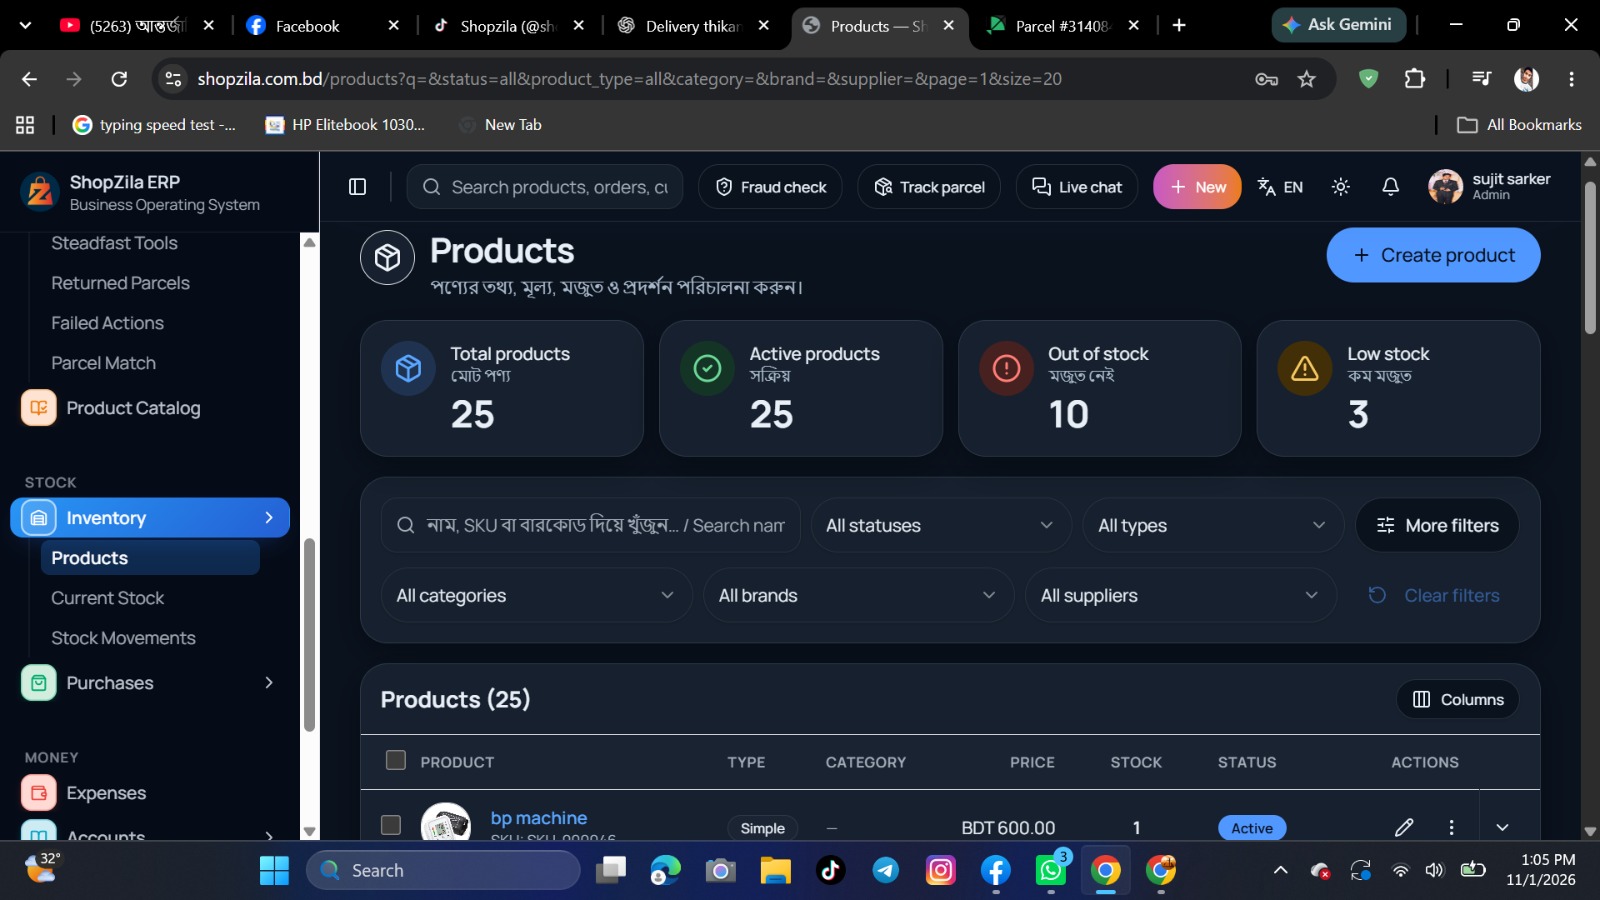 (5263) আন্তর্জা
Facebook
Shopzila (@sh
Delivery thikan
Products — Sh
Parcel #31408
Ask Gemini
shopzila.com.bd/products?q=&status=all&product_type=all&category=&brand=&supplier=&page=1&size=20
typing speed test -...
HP Elitebook 1030...
New Tab
All Bookmarks
ShopZila ERP
Business Operating System
Search products, orders, cu
Fraud check
Track parcel
Live chat
+ New
EN
sujit sarker
Admin
Steadfast Tools
Returned Parcels
Failed Actions
Parcel Match
Product Catalog
STOCK
Inventory
Products
Current Stock
Stock Movements
Purchases
MONEY
Expenses
Accounts
Products
পণ্যের তথ্য, মূল্য, মজুত ও প্রদর্শন পরিচালনা করুন।
+ Create product
Total products
মোট পণ্য
25
Active products
সক্রিয়
25
Out of stock
মজুত নেই
10
Low stock
কম মজুত
3
নাম, SKU বা বারকোড দিয়ে খুঁজুন... / Search nam
All statuses
All types
More filters
All categories
All brands
All suppliers
Clear filters
Products (25)
Columns
PRODUCT TYPE CATEGORY PRICE STOCK STATUS ACTIONS
bp machine
Simple — BDT 600.00 1 Active
32°
Search
3
1:05 PM
11/1/2026